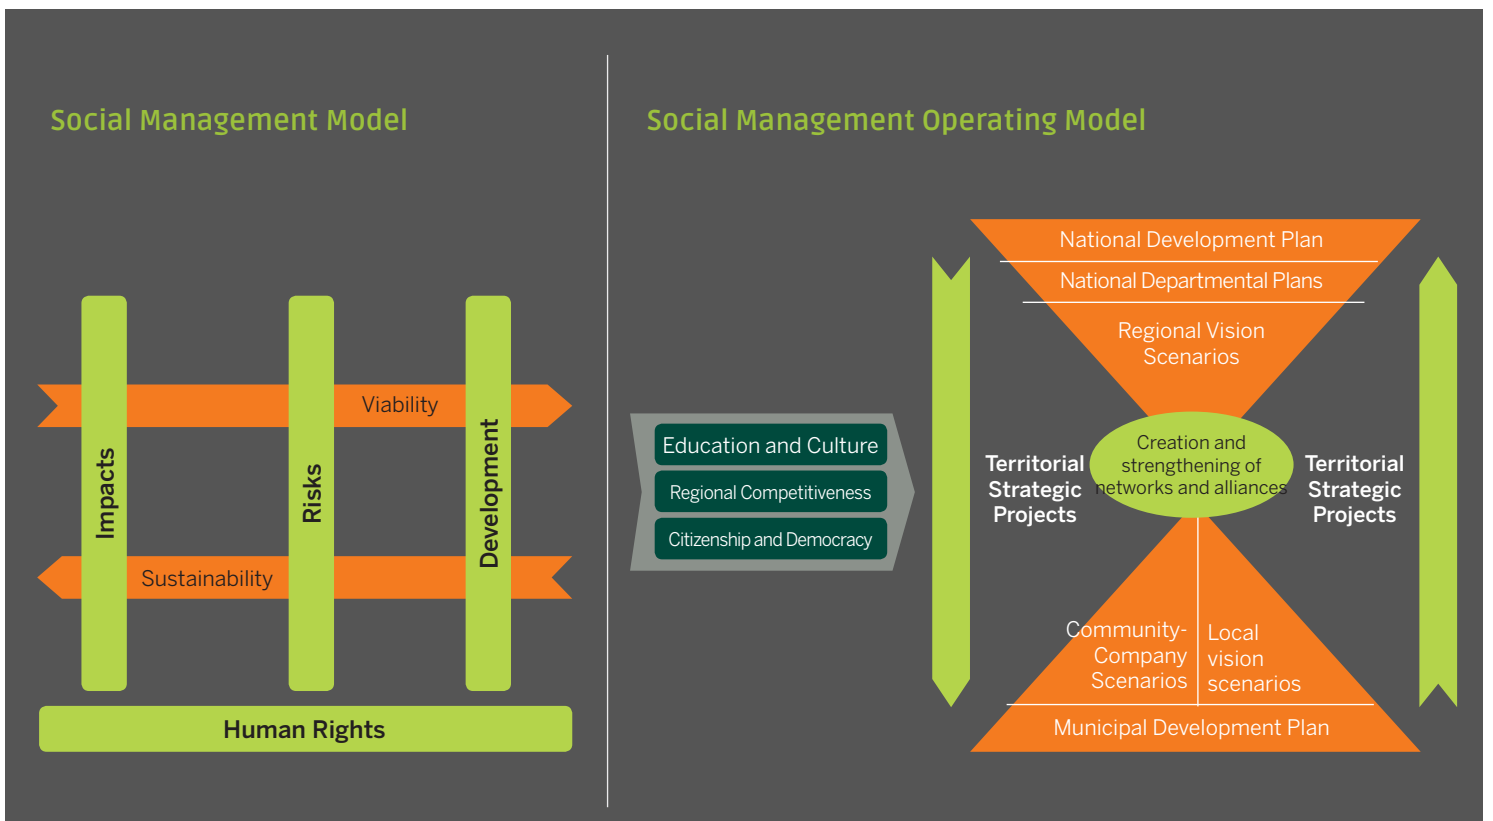 Social Management Model
Viability
Impacts
Risks
Development
Sustainability
Human Rights
Social Management Operating Model
Education and Culture
Regional Competitiveness
Citizenship and Democracy
National Development Plan
National Departmental Plans
Regional Vision
Scenarios
Territorial
Strategic
Projects
Creation and
strengthening of
networks and alliances
Territorial
Strategic
Projects
Community-
Company
Scenarios
Local
vision
scenarios
Municipal Development Plan